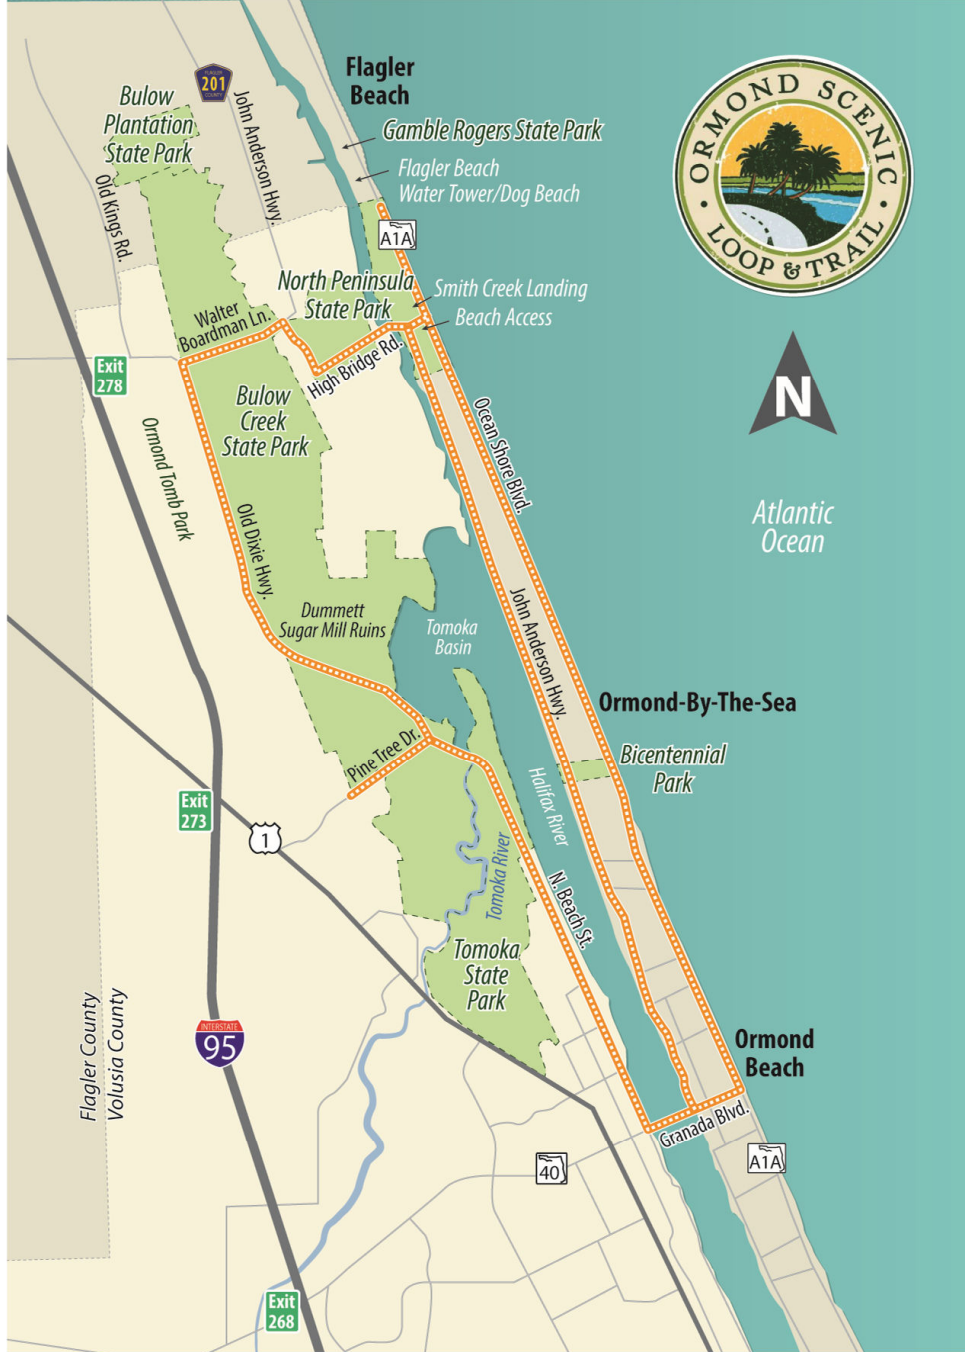 Flagler
Beach
FLAGLER
201
COUNTY
Bulow
Plantation
State Park
John Anderson Hwy.
Gamble Rogers State Park
Flagler Beach
Water Tower/Dog Beach
ORMOND SCENIC
LOOP & TRAIL
Old Kings Rd.
A1A
North Peninsula
State Park
Smith Creek Landing
Beach Access
Walter
Boardman Ln.
High Bridge Rd.
Exit
278
N
Bulow
Creek
State Park
Ocean Shore Blvd.
Ormond Tomb Park
Atlantic
Ocean
Old Dixie Hwy.
Dummett
Sugar Mill Ruins
Tomoka
Basin
John Anderson Hwy.
Ormond-By-The-Sea
Pine Tree Dr.
Bicentennial
Park
Halifax River
Exit
273
1
Tomoka River
N. Beach St.
Tomoka
State
Park
Flagler County
Volusia County
INTERSTATE
95
Ormond
Beach
Granada Blvd.
40
A1A
Exit
268